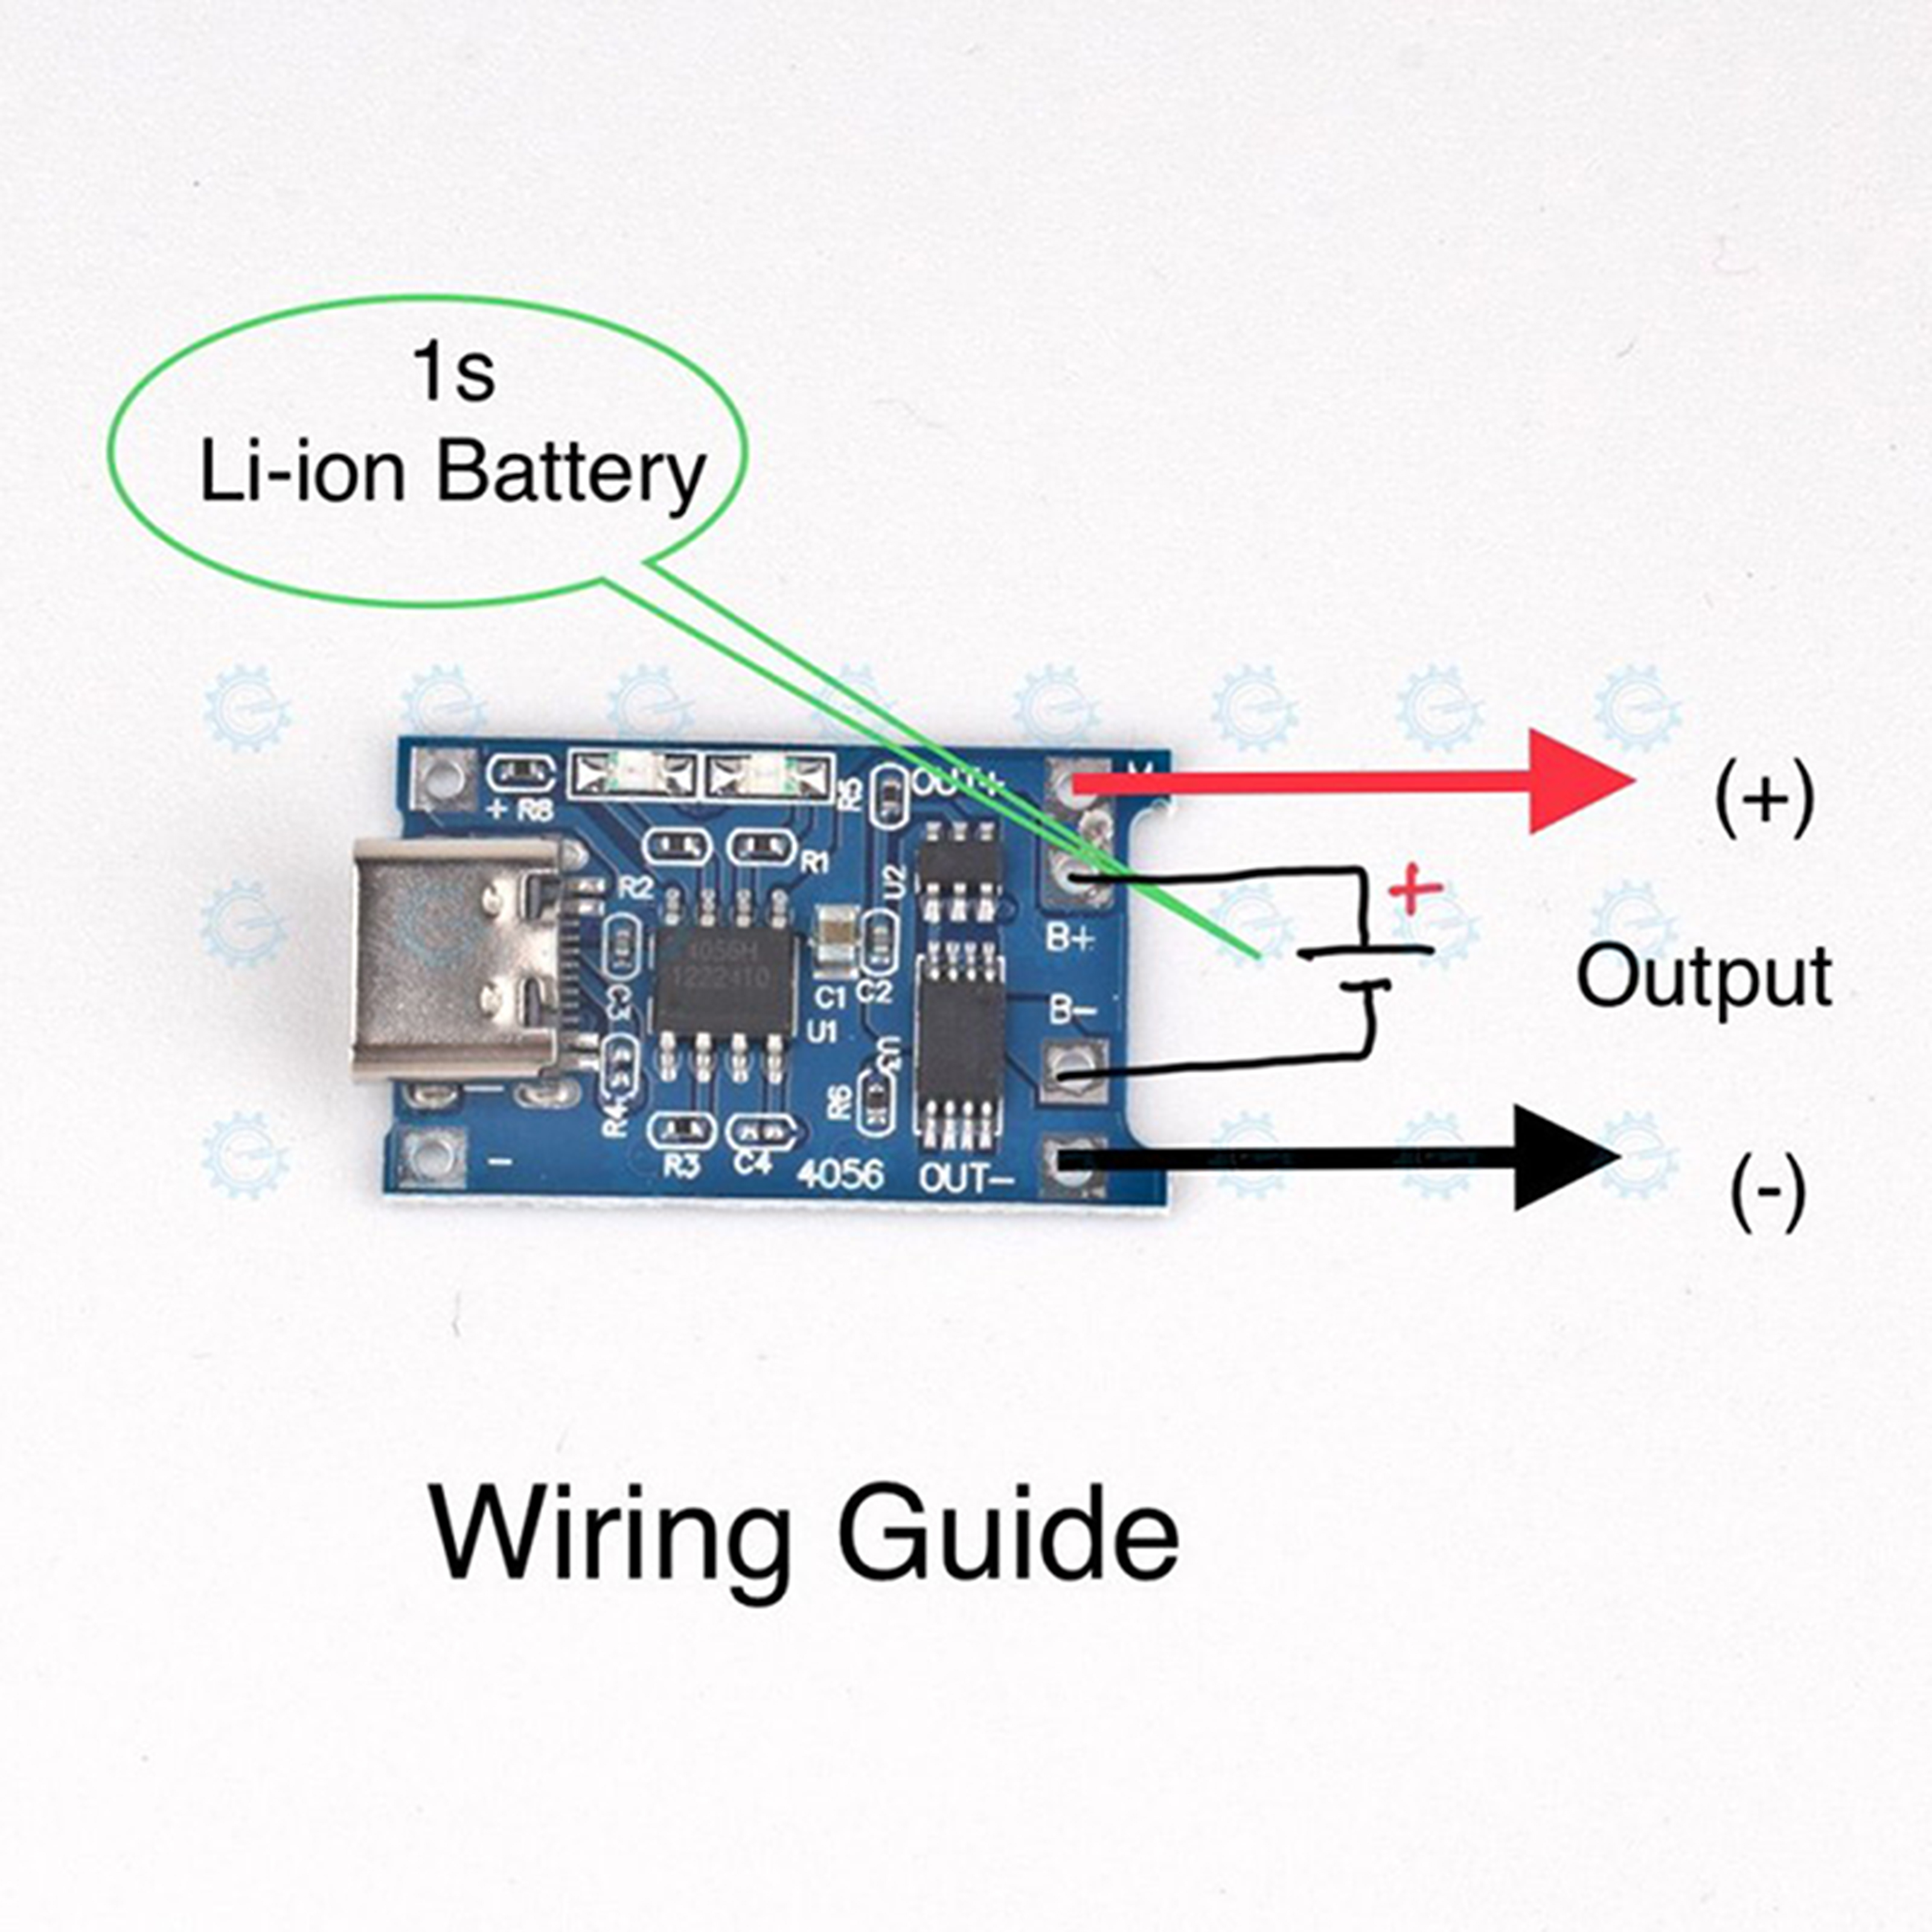 1s
Li-ion Battery
+ R8
R5
OUT+
(+)
R1
R2
U2
+
B+
4056H
1222410
Output
C3
C1
C2
B-
U1
R4
R6
R3
C4
4056
OUT-
-
(-)
Wiring Guide